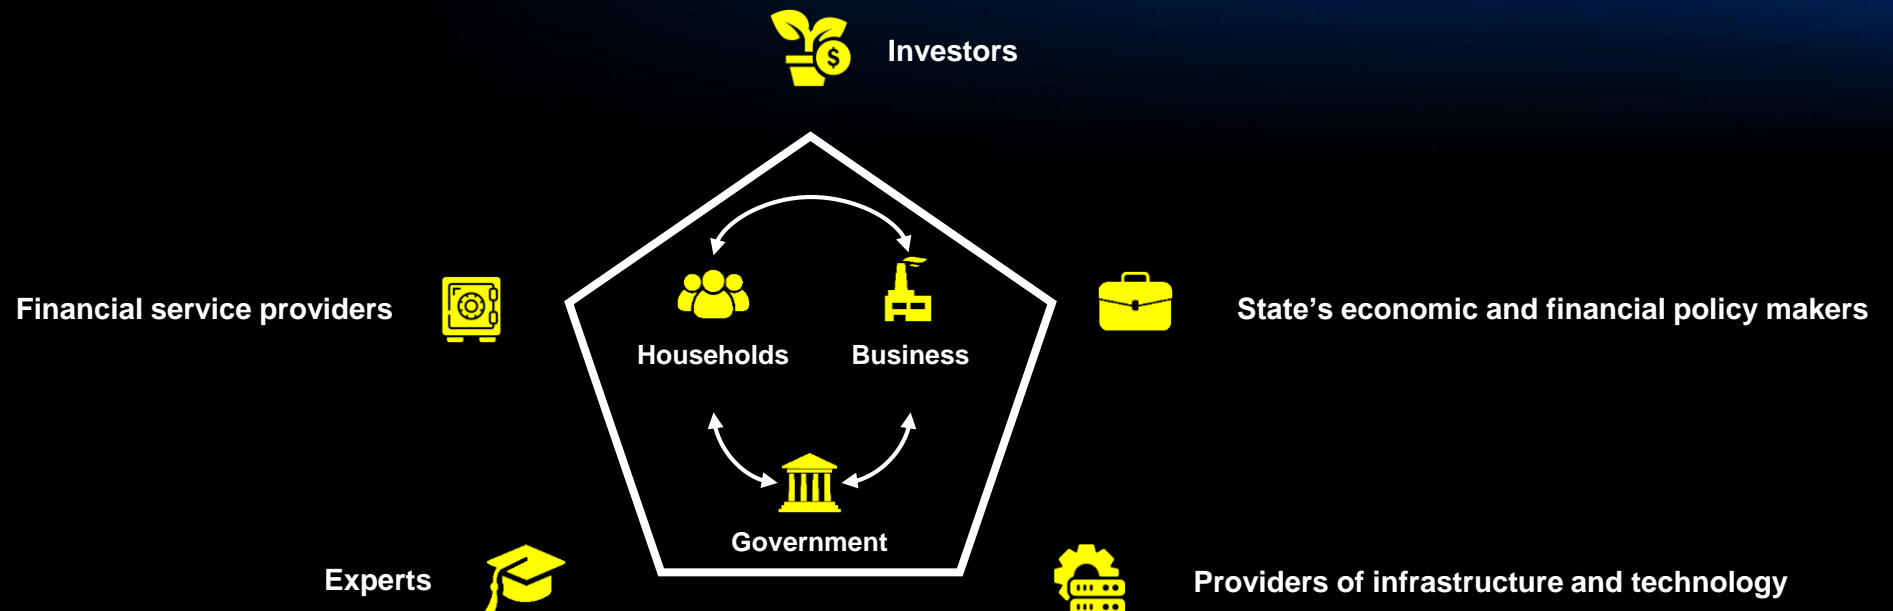 Investors
Financial service providers
State’s economic and financial policy makers
Households
Business
Government
Experts
Providers of infrastructure and technology